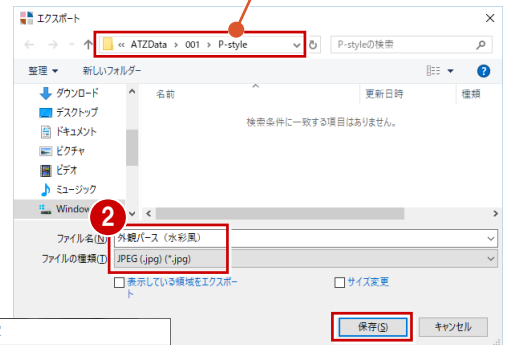 エクスポート
« ATZData › 001 › P-style
P-styleの検索
整理 新しいフォルダー
名前 更新日時 種類
検索条件に一致する項目はありません。
ダウンロード
デスクトップ
ドキュメント
ピクチャ
ビデオ
ミュージック
Window
2
ファイル名(N): 外観パース（水彩風）
ファイルの種類(T): JPEG (.jpg) (*.jpg)
表示している領域をエクスポート
サイズ変更
保存(S) キャンセル